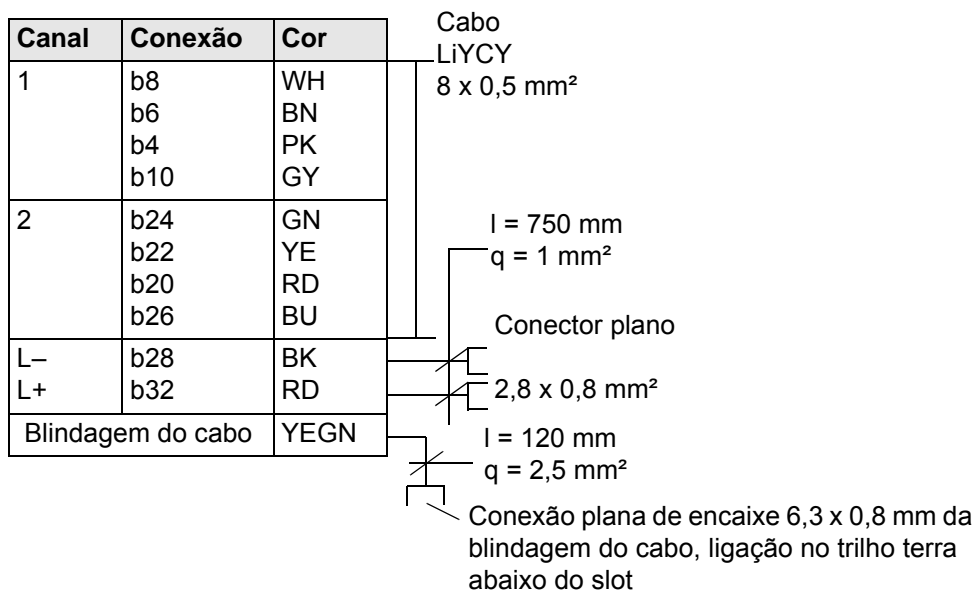 Canal Conexão Cor
1 b8 WH
b6 BN
b4 PK
b10 GY
2 b24 GN
b22 YE
b20 RD
b26 BU
L– b28 BK
L+ b32 RD
Blindagem do cabo YEGN
Cabo
LiYCY
8 x 0,5 mm²
l = 750 mm
q = 1 mm²
Conector plano
2,8 x 0,8 mm²
l = 120 mm
q = 2,5 mm²
Conexão plana de encaixe 6,3 x 0,8 mm da
blindagem do cabo, ligação no trilho terra
abaixo do slot